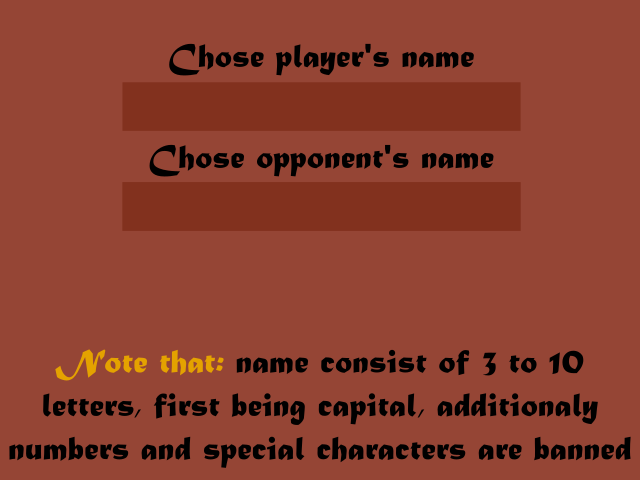 Chose player's name
Chose opponent's name
Note that: name consist of 3 to 10
letters, first being capital, additionaly
numbers and special characters are banned